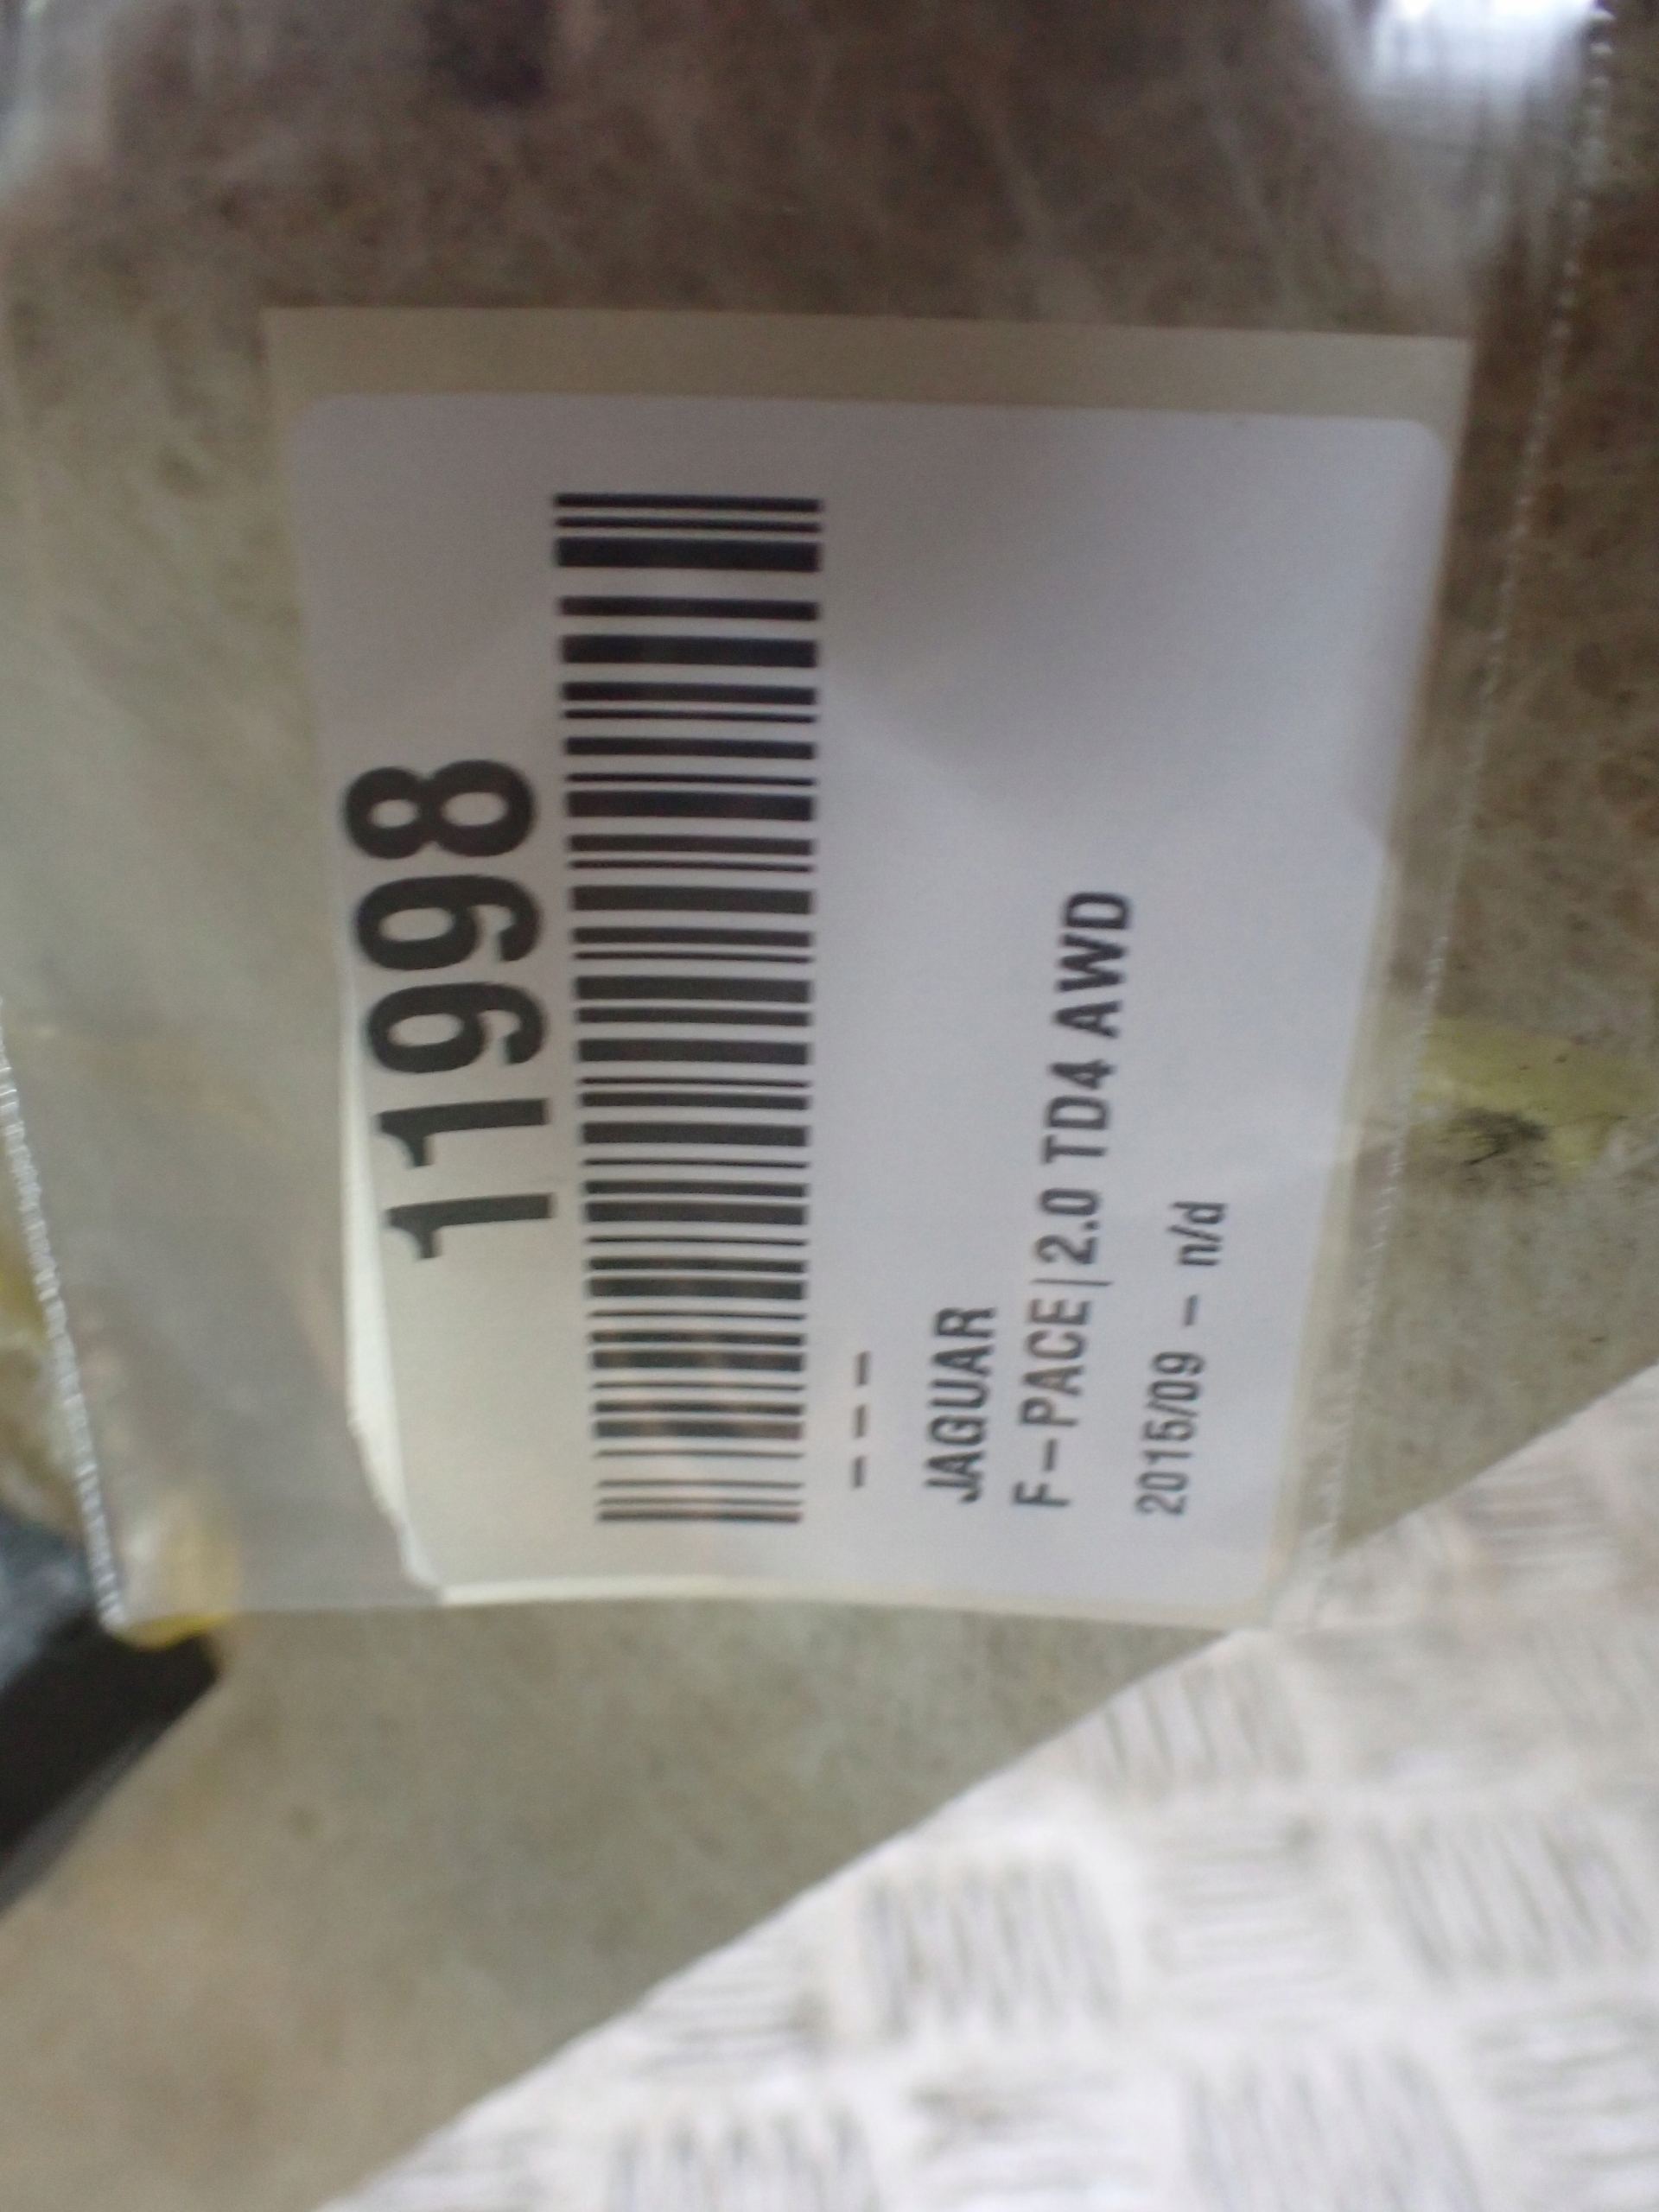 11998
– – –
JAGUAR
F–PACE|2.0 TD4 AWD
2015/09 – n/d